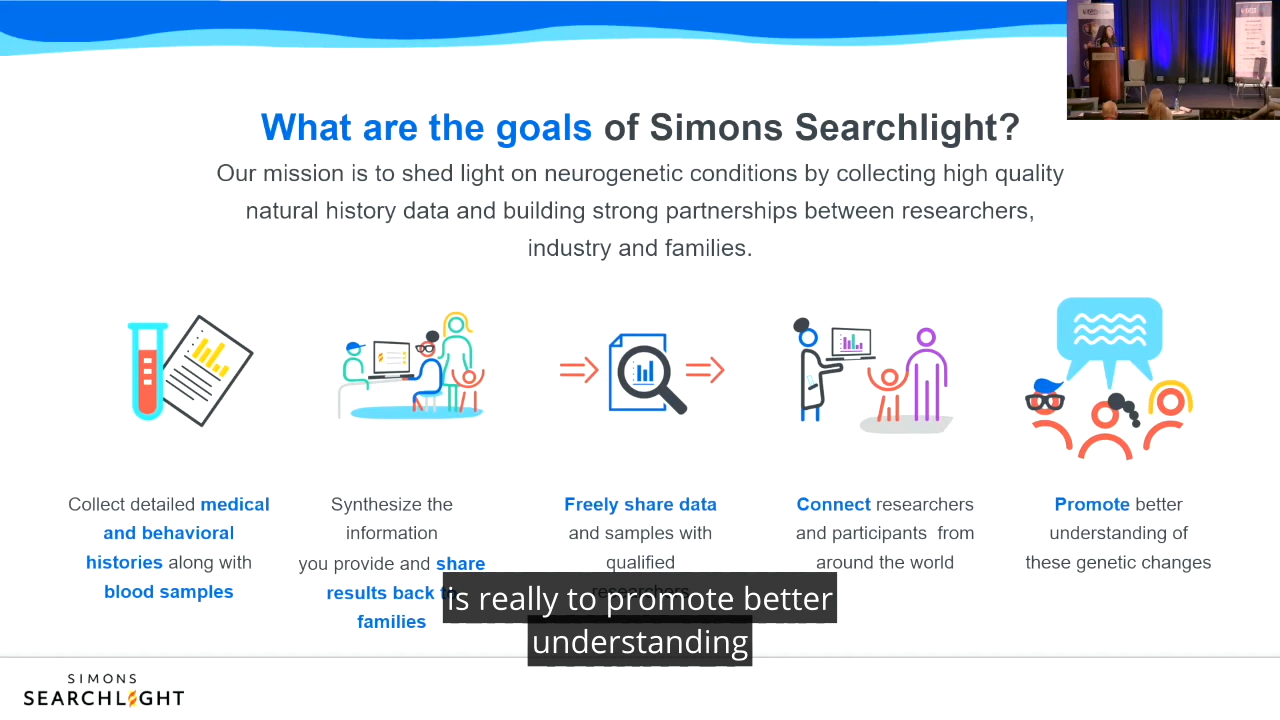 What are the goals of Simons Searchlight?
Our mission is to shed light on neurogenetic conditions by collecting high quality
natural history data and building strong partnerships between researchers,
industry and families.
Collect detailed medical
and behavioral
histories along with
blood samples
Synthesize the
information
you provide and share
results back to
families
Freely share data
and samples with
qualified
researchers
Connect researchers
and participants from
around the world
Promote better
understanding of
these genetic changes
is really to promote better
understanding
SIMONS
SEARCHLIGHT